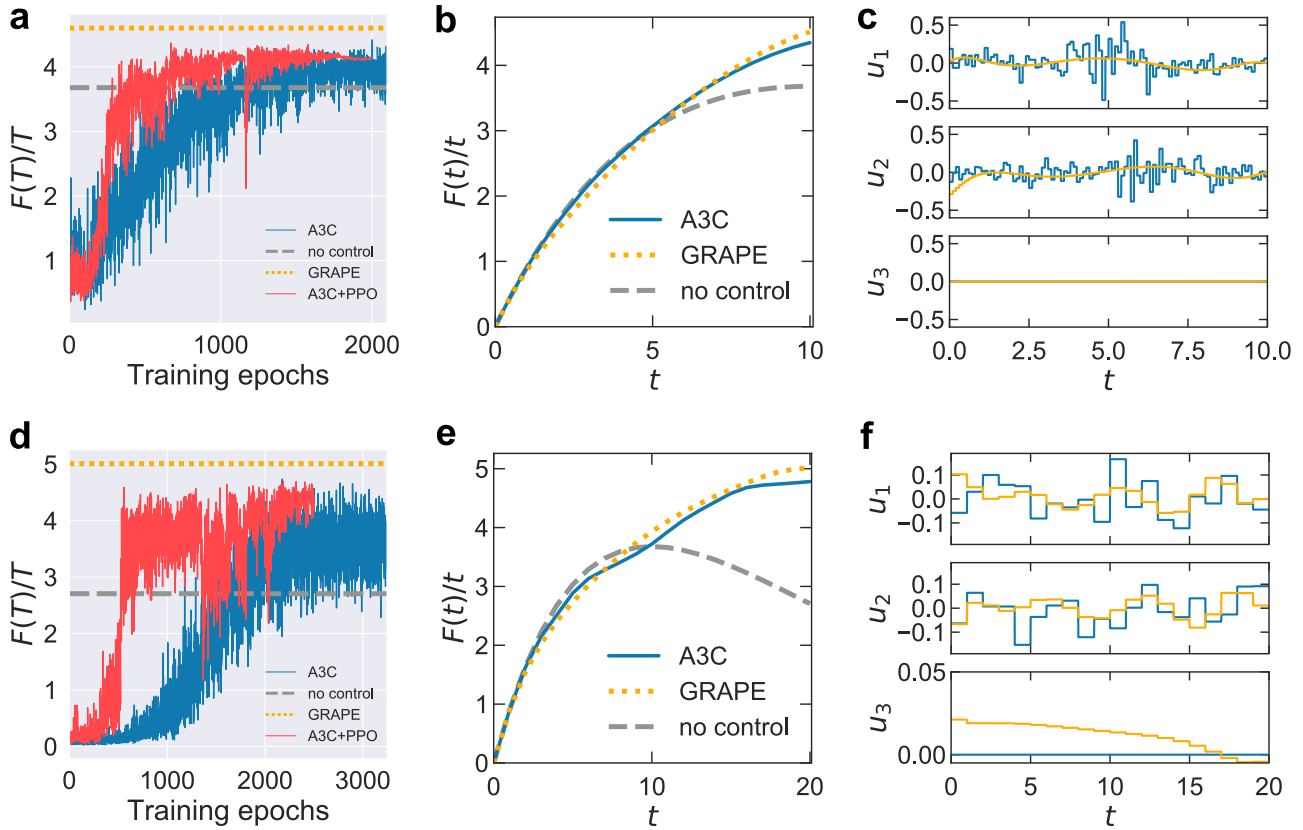 a
F(T)/T
4
3
2
1
0
1000
2000
Training epochs
A3C
no control
GRAPE
A3C+PPO
b
F(t)/t
5
4
3
2
1
0
0
5
10
t
A3C
GRAPE
no control
c
u1
0.5
0.0
−0.5
u2
0.5
0.0
−0.5
u3
0.5
0.0
−0.5
0.0
2.5
5.0
7.5
10.0
t
d
F(T)/T
5
4
3
2
1
0
0
1000
2000
3000
Training epochs
A3C
no control
GRAPE
A3C+PPO
e
F(t)/t
5
4
3
2
1
0
0
10
20
t
A3C
GRAPE
no control
f
u1
0.1
0.0
−0.1
u2
0.1
0.0
−0.1
u3
0.05
0.00
0
5
10
15
20
t